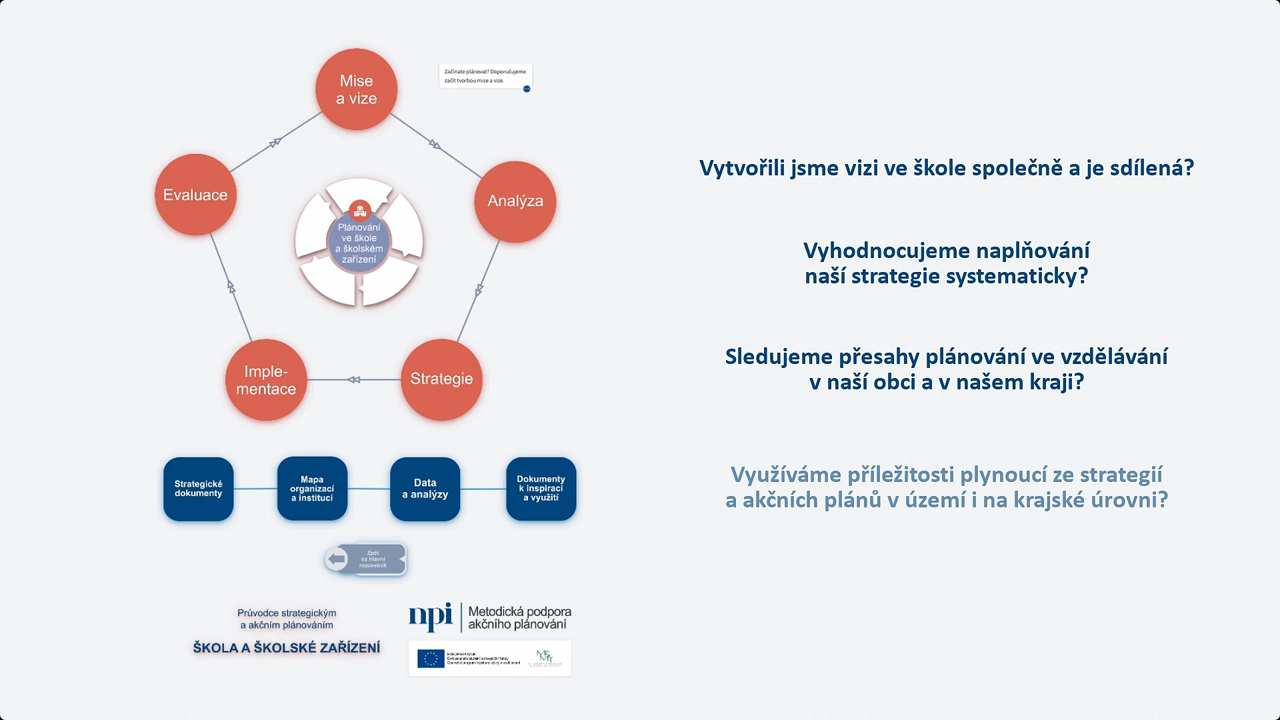 Mise
a vize
Začínáte plánovat? Doporučujeme
začít tvorbou mise a vize.
Evaluace
Analýza
Plánování
ve škole
a školském
zařízení
Imple-
mentace
Strategie
Strategické
dokumenty
Mapa
organizací
a institucí
Data
a analýzy
Dokumenty
k inspiraci
a využití
Zpět
na hlavní
rozcestník
Průvodce strategickým
a akčním plánováním
ŠKOLA A ŠKOLSKÉ ZAŘÍZENÍ
npi
Metodická podpora
akčního plánování
Vytvořili jsme vizi ve škole společně a je sdílená?
Vyhodnocujeme naplňování
naší strategie systematicky?
Sledujeme přesahy plánování ve vzdělávání
v naší obci a v našem kraji?
Využíváme příležitosti plynoucí ze strategií
a akčních plánů v území i na krajské úrovni?